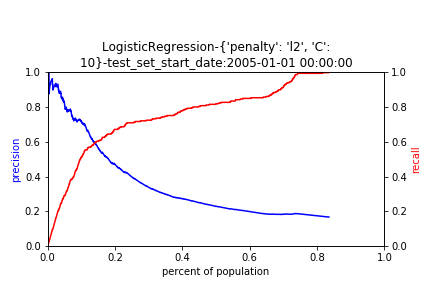 LogisticRegression-{'penalty': 'l2', 'C':
10}-test_set_start_date:2005-01-01 00:00:00
1.0
0.8
0.6
0.4
0.2
0.0
precision
1.0
0.8
0.6
0.4
0.2
0.0
recall
0.0 0.2 0.4 0.6 0.8 1.0
percent of population